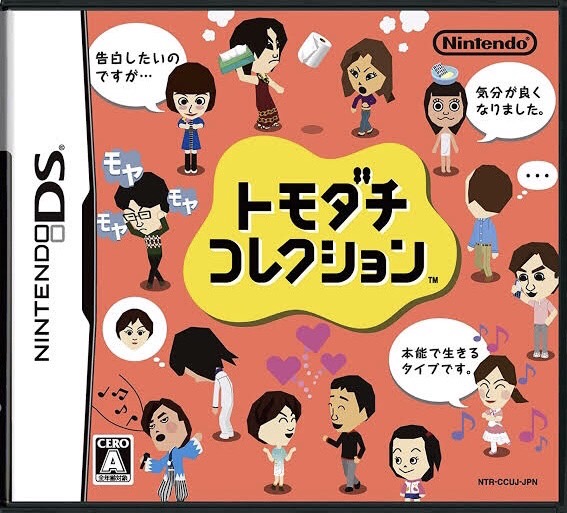 告白したいの
ですが…
Nintendo®
気分が良く
なりました。
NINTENDO DS®
モヤ
モヤ
モヤ
トモダチ
コレクション™
…
本能で生きる
タイプです。
CERO
A
全年齢対象
NTR-CCUJ-JPN